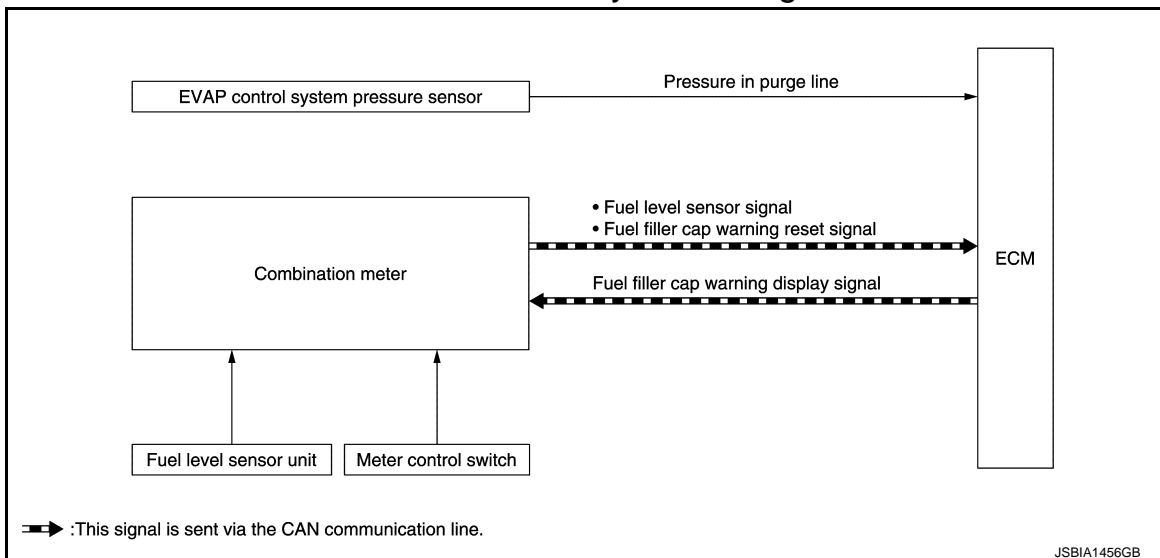 EVAP control system pressure sensor
Pressure in purge line
• Fuel level sensor signal
• Fuel filler cap warning reset signal
Combination meter
ECM
Fuel filler cap warning display signal
Fuel level sensor unit
Meter control switch
:This signal is sent via the CAN communication line.
JSBIA1456GB